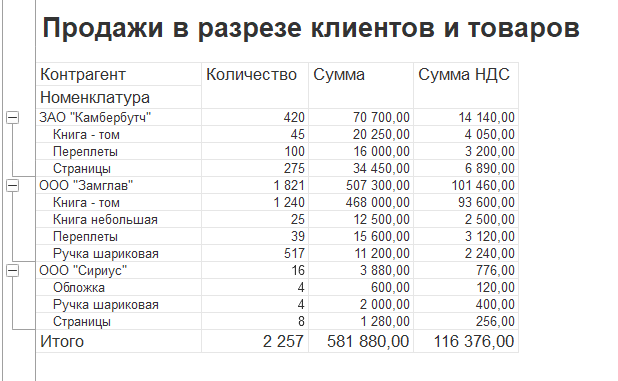 Продажи в разрезе клиентов и товаров
Контрагент Количество Сумма Сумма НДС
Номенклатура
ЗАО "Камбербутч" 420 70 700,00 14 140,00
Книга - том 45 20 250,00 4 050,00
Переплеты 100 16 000,00 3 200,00
Страницы 275 34 450,00 6 890,00
ООО "Замглав" 1 821 507 300,00 101 460,00
Книга - том 1 240 468 000,00 93 600,00
Книга небольшая 25 12 500,00 2 500,00
Переплеты 39 15 600,00 3 120,00
Ручка шариковая 517 11 200,00 2 240,00
ООО "Сириус" 16 3 880,00 776,00
Обложка 4 600,00 120,00
Ручка шариковая 4 2 000,00 400,00
Страницы 8 1 280,00 256,00
Итого 2 257 581 880,00 116 376,00